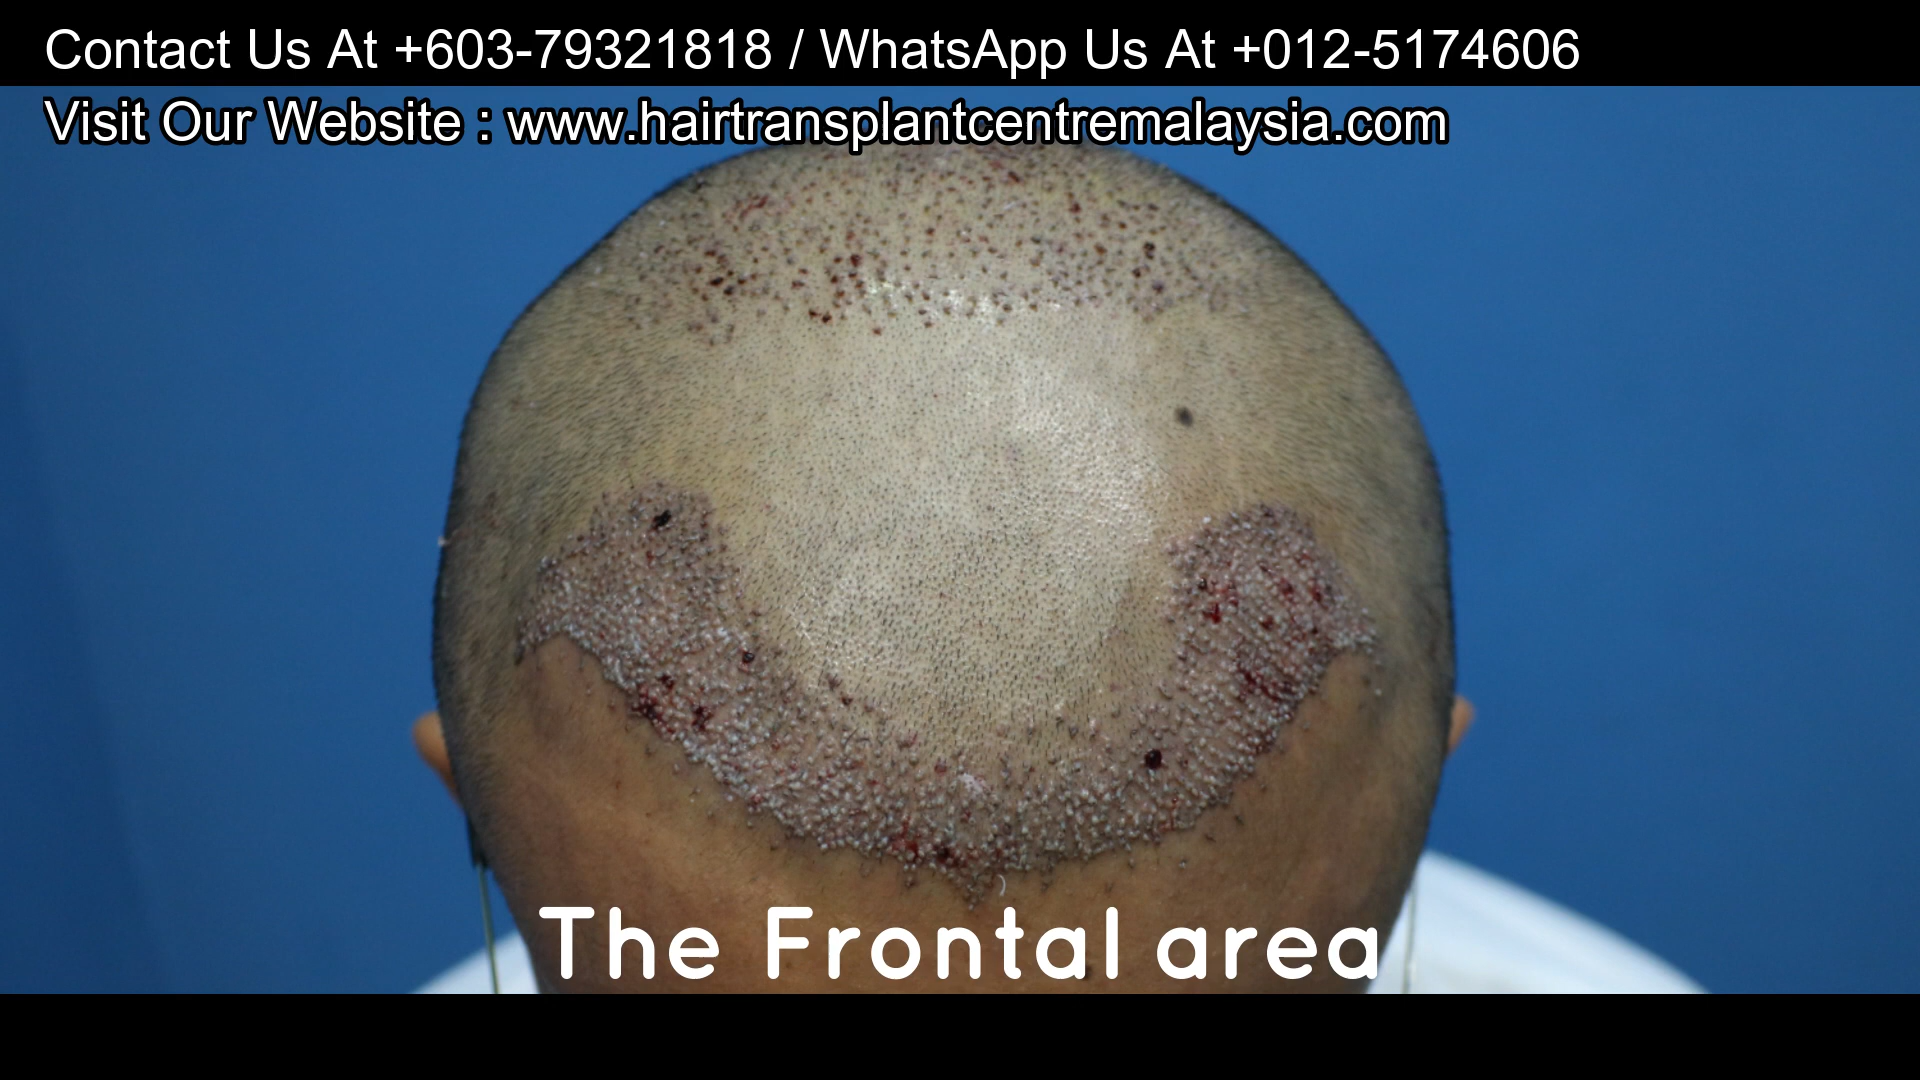 Contact Us At +603-79321818 / WhatsApp Us At +012-5174606
Visit Our Website : www.hairtransplantcentremalaysia.com
The Frontal area